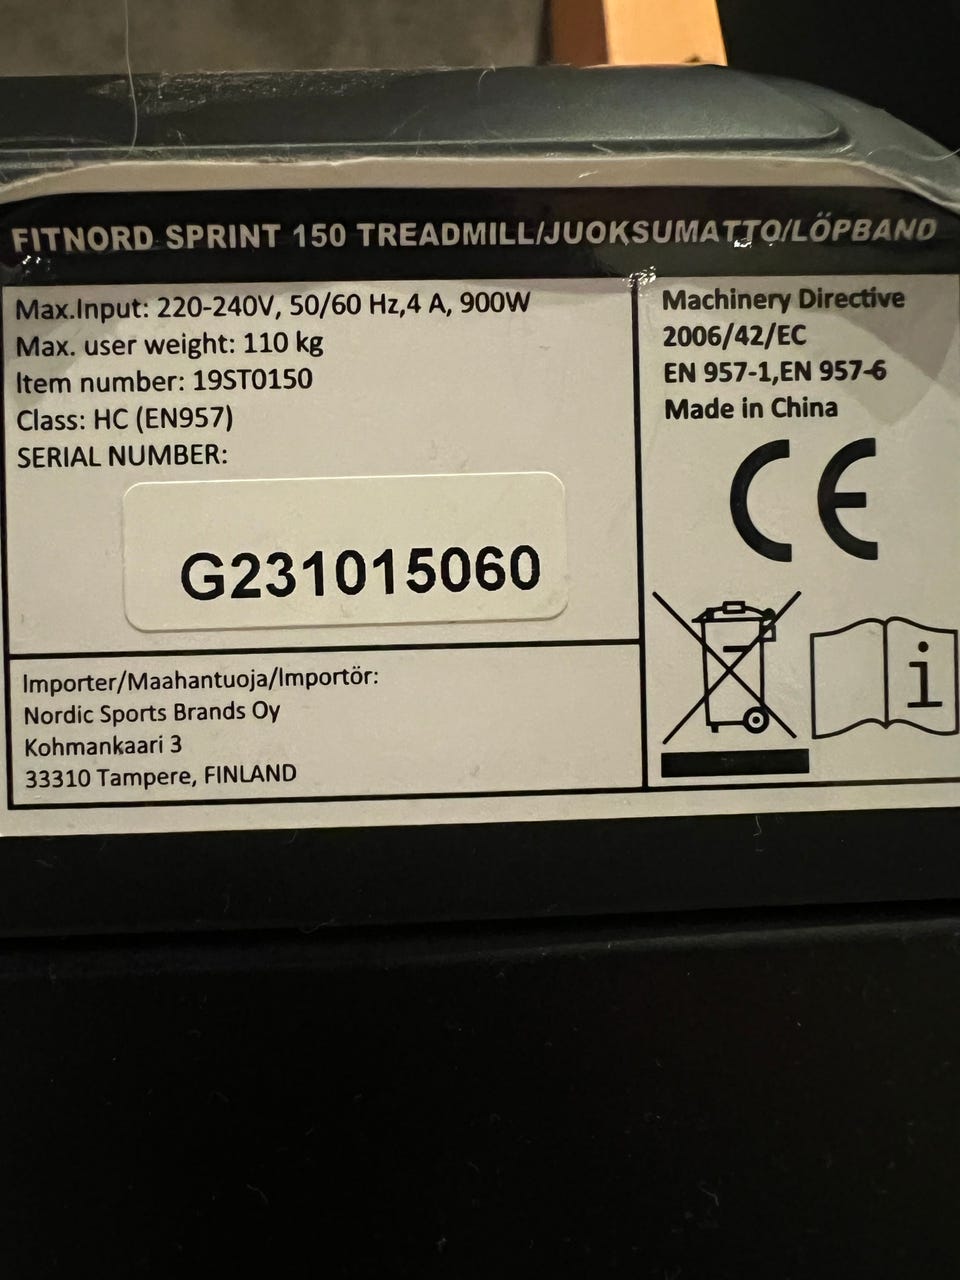 FITNORD SPRINT 150 TREADMILL/JUOKSUMATTO/LÖPBAND
Max.Input: 220-240V, 50/60 Hz,4 A, 900W
Max. user weight: 110 kg
Item number: 19ST0150
Class: HC (EN957)
SERIAL NUMBER:
G231015060
Importer/Maahantuoja/Importör:
Nordic Sports Brands Oy
Kohmankaari 3
33310 Tampere, FINLAND
Machinery Directive
2006/42/EC
EN 957-1,EN 957-6
Made in China
CE
i